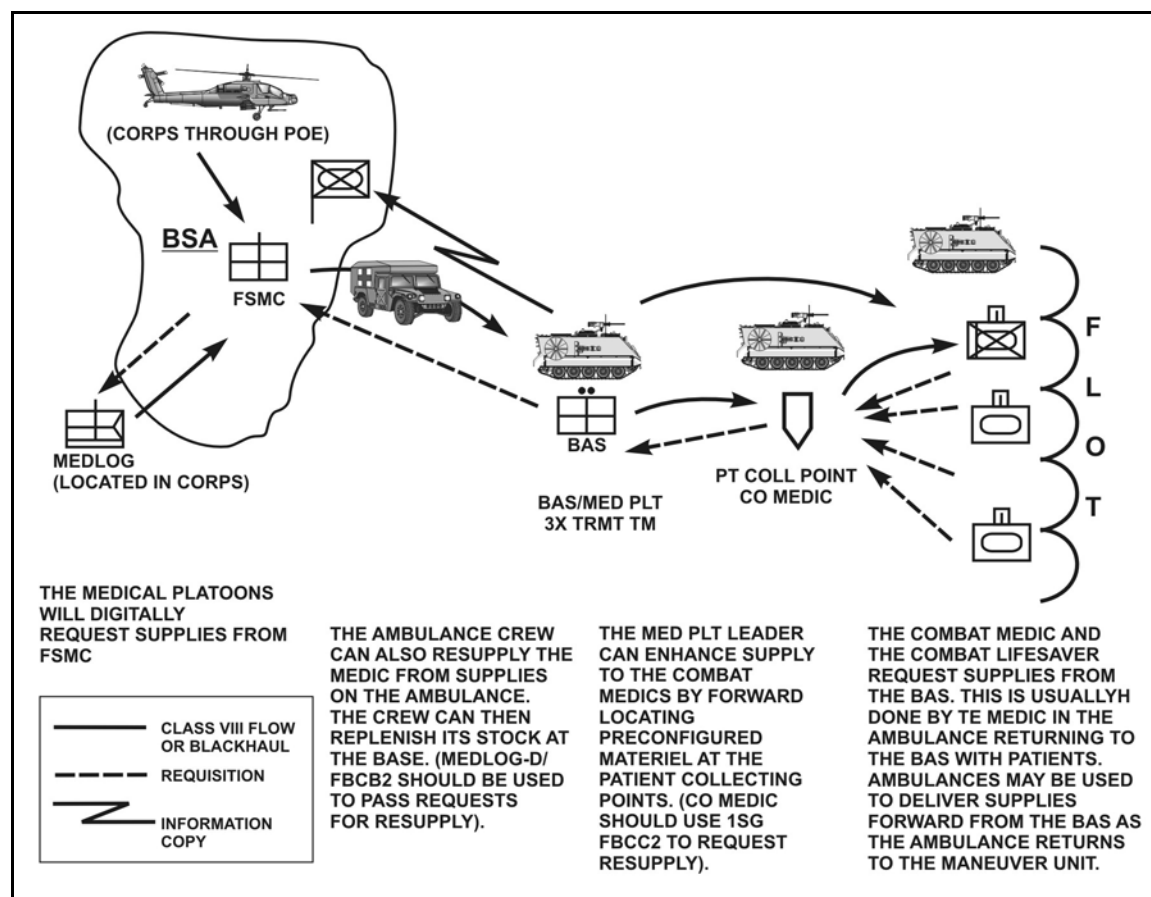 (CORPS THROUGH POE)
BSA
FSMC
MEDLOG
(LOCATED IN CORPS)
BAS
BAS/MED PLT
3X TRMT TM
PT COLL POINT
CO MEDIC
F
L
O
T
THE MEDICAL PLATOONS
WILL DIGITALLY
REQUEST SUPPLIES FROM
FSMC
CLASS VIII FLOW
OR BLACKHAUL
REQUISITION
INFORMATION
COPY
THE AMBULANCE CREW
CAN ALSO RESUPPLY THE
MEDIC FROM SUPPLIES
ON THE AMBULANCE.
THE CREW CAN THEN
REPLENISH ITS STOCK AT
THE BASE. (MEDLOG-D/
FBCB2 SHOULD BE USED
TO PASS REQUESTS
FOR RESUPPLY).
THE MED PLT LEADER
CAN ENHANCE SUPPLY
TO THE COMBAT
MEDICS BY FORWARD
LOCATING
PRECONFIGURED
MATERIEL AT THE
PATIENT COLLECTING
POINTS. (CO MEDIC
SHOULD USE 1SG
FBCC2 TO REQUEST
RESUPPLY).
THE COMBAT MEDIC AND
THE COMBAT LIFESAVER
REQUEST SUPPLIES FROM
THE BAS. THIS IS USUALLYH
DONE BY TE MEDIC IN THE
AMBULANCE RETURNING TO
THE BAS WITH PATIENTS.
AMBULANCES MAY BE USED
TO DELIVER SUPPLIES
FORWARD FROM THE BAS AS
THE AMBULANCE RETURNS
TO THE MANEUVER UNIT.